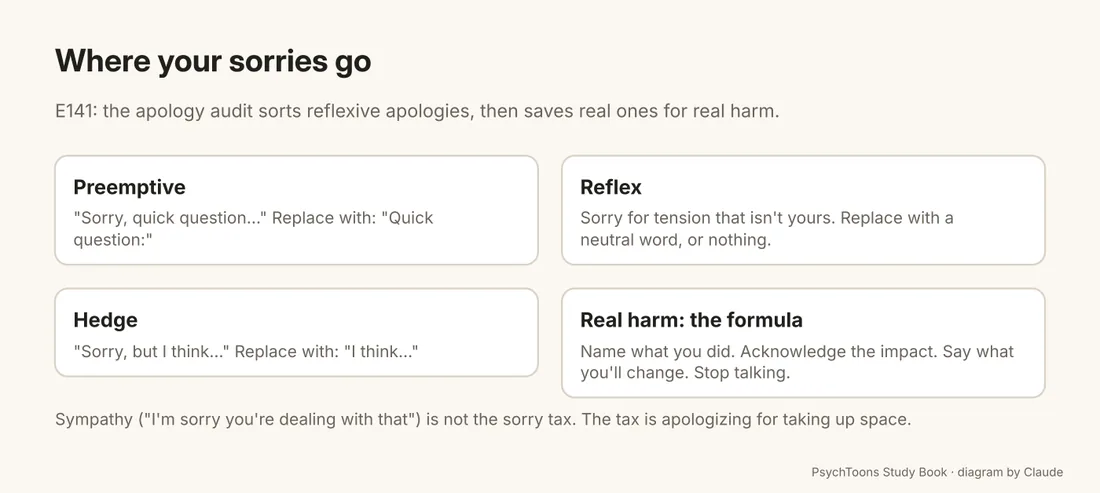 Where your sorries go
E141: the apology audit sorts reflexive apologies, then saves real ones for real harm.
Preemptive
"Sorry, quick question..." Replace with: "Quick
question:"
Reflex
Sorry for tension that isn't yours. Replace with a
neutral word, or nothing.
Hedge
"Sorry, but I think..." Replace with: "I think..."
Real harm: the formula
Name what you did. Acknowledge the impact. Say what
you'll change. Stop talking.
Sympathy ("I'm sorry you're dealing with that") is not the sorry tax. The tax is apologizing for taking up space.
PsychToons Study Book · diagram by Claude